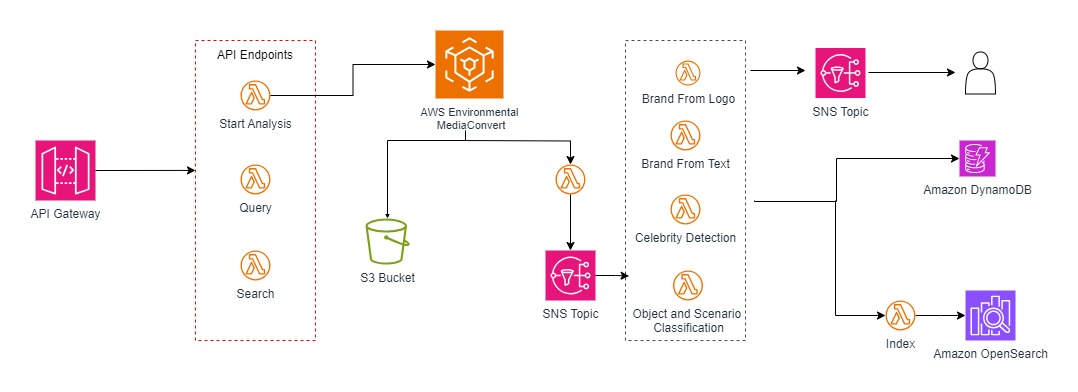 API Endpoints
Start Analysis
Query
Search
API Gateway
AWS Environmental
MediaConvert
S3 Bucket
SNS Topic
Brand From Logo
Brand From Text
Celebrity Detection
Object and Scenario
Classification
SNS Topic
Amazon DynamoDB
Index
Amazon OpenSearch